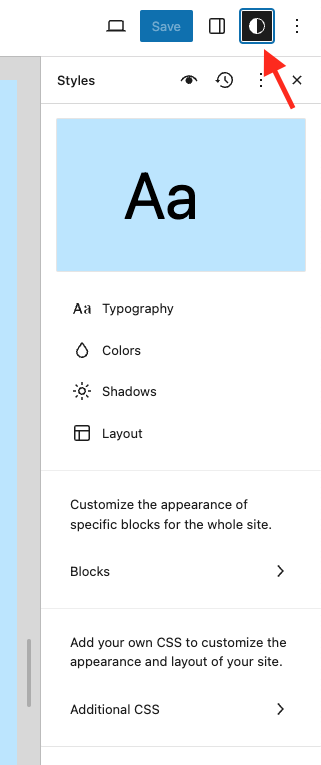 Save
Styles
Aa
Aa Typography
Colors
Shadows
Layout
Customize the appearance of
specific blocks for the whole site.
Blocks
Add your own CSS to customize the
appearance and layout of your site.
Additional CSS